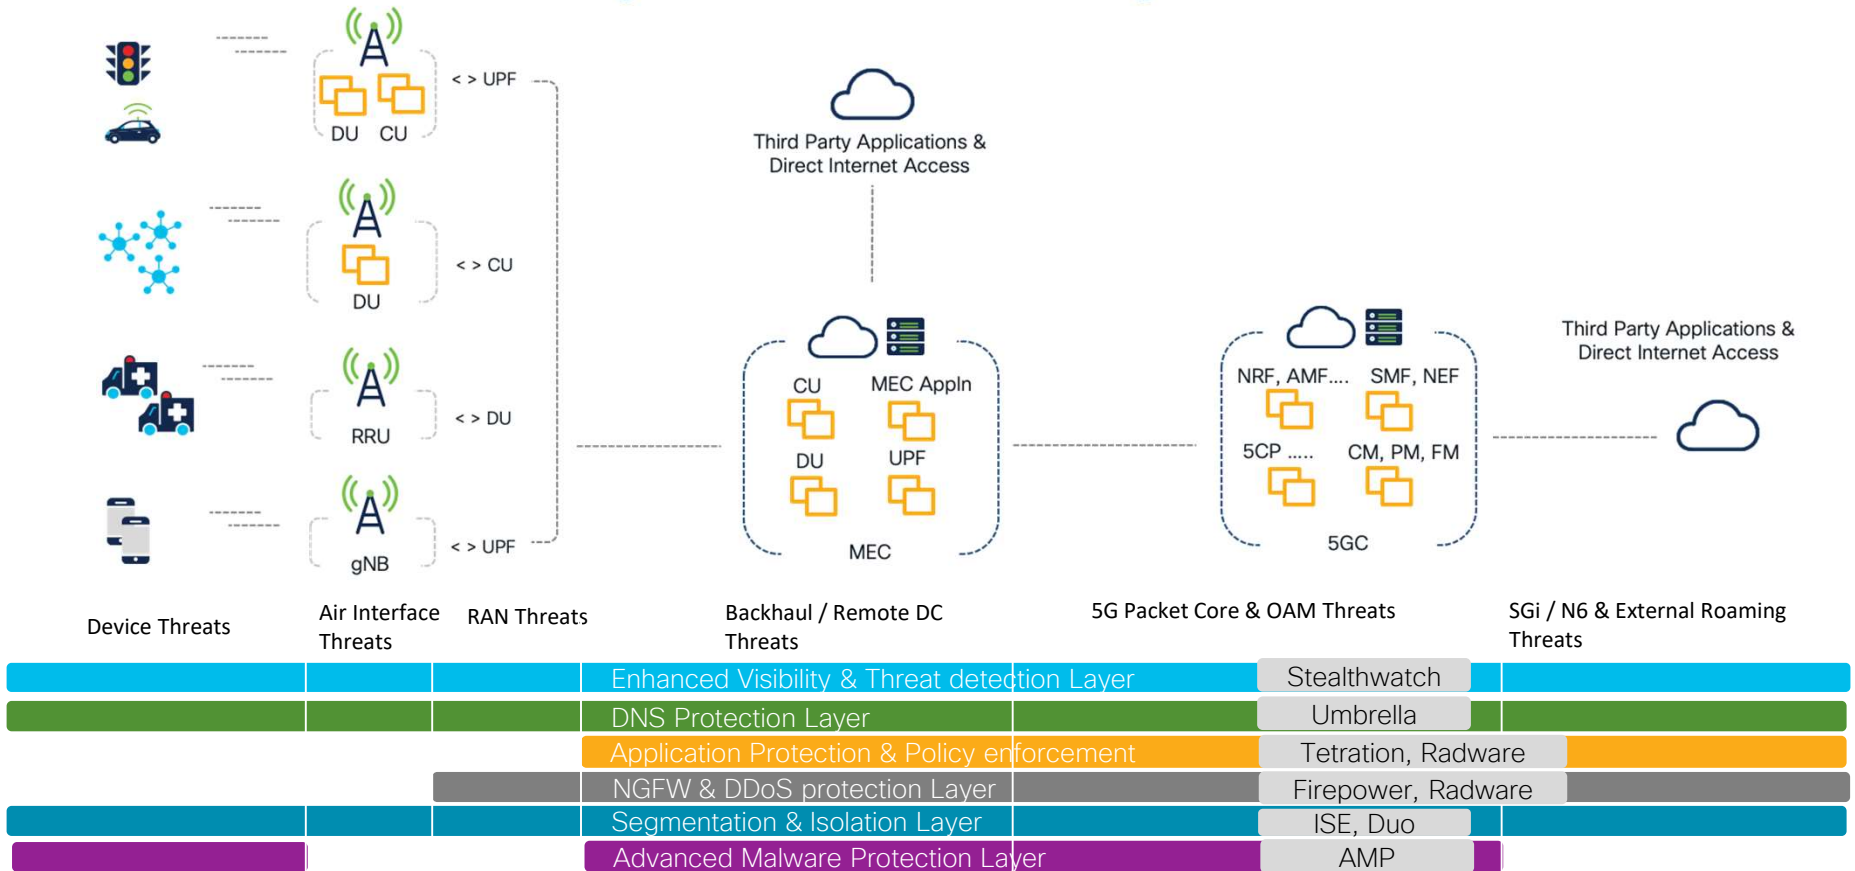 DU CU
< > UPF
Third Party Applications &
Direct Internet Access
DU
< > CU
RRU
< > DU
gNB
< > UPF
CU
MEC Appln
DU
UPF
MEC
NRF, AMF....
SMF, NEF
5CP .....
CM, PM, FM
5GC
Third Party Applications &
Direct Internet Access
Device Threats
Air Interface
Threats
RAN Threats
Backhaul / Remote DC
Threats
5G Packet Core & OAM Threats
SGi / N6 & External Roaming
Threats
Enhanced Visibility & Threat detection Layer
Stealthwatch
DNS Protection Layer
Umbrella
Application Protection & Policy enforcement
Tetration, Radware
NGFW & DDoS protection Layer
Firepower, Radware
Segmentation & Isolation Layer
ISE, Duo
Advanced Malware Protection Layer
AMP